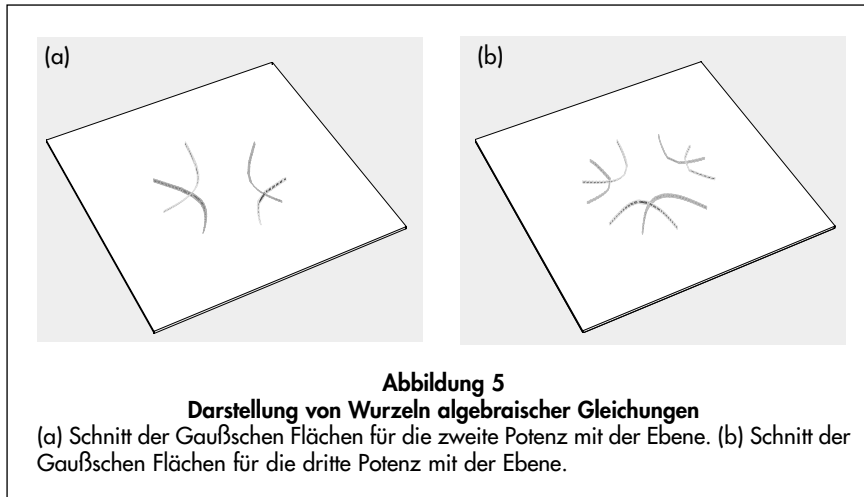 (a)
(b)
Abbildung 5
Darstellung von Wurzeln algebraischer Gleichungen
(a) Schnitt der Gaußschen Flächen für die zweite Potenz mit der Ebene. (b) Schnitt der
Gaußschen Flächen für die dritte Potenz mit der Ebene.